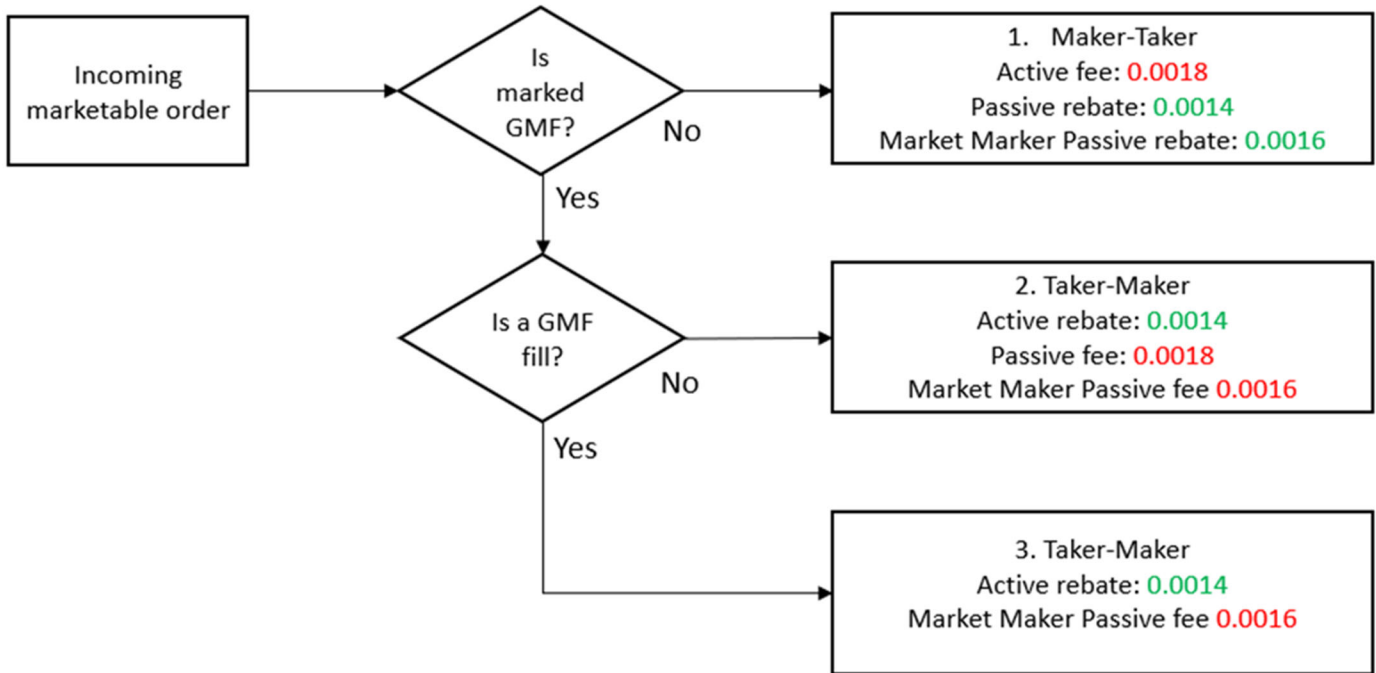 Incoming
marketable order
Is
marked
GMF?
No
Yes
1. Maker-Taker
Active fee: 0.0018
Passive rebate: 0.0014
Market Marker Passive rebate: 0.0016
Is a GMF
fill?
No
Yes
2. Taker-Maker
Active rebate: 0.0014
Passive fee: 0.0018
Market Maker Passive fee 0.0016
3. Taker-Maker
Active rebate: 0.0014
Market Maker Passive fee 0.0016